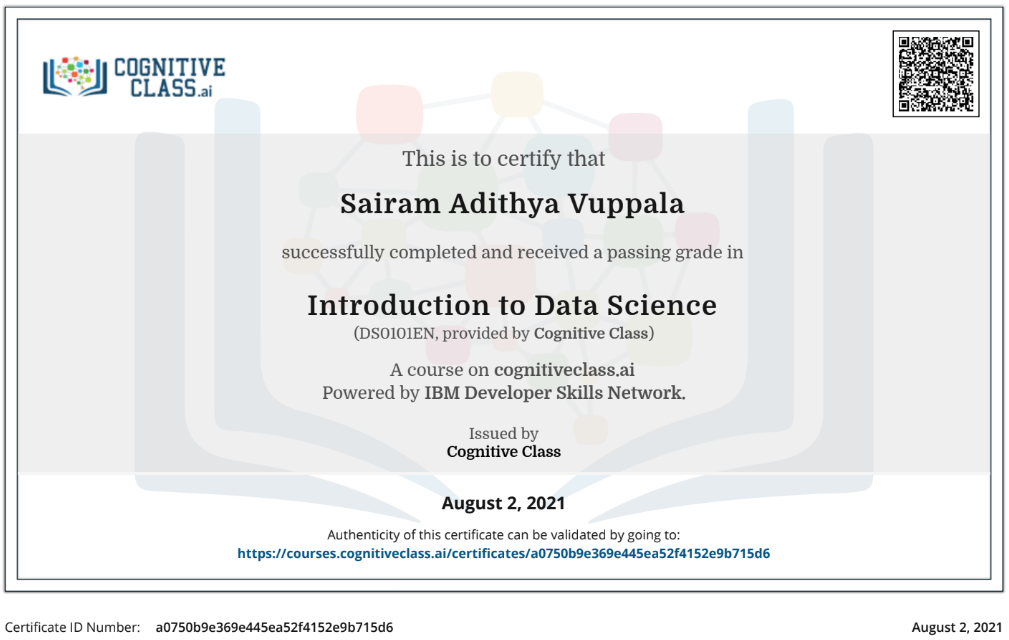 COGNITIVE
CLASS.ai
This is to certify that
Sairam Adithya Vuppala
successfully completed and received a passing grade in
Introduction to Data Science
(DS0101EN, provided by Cognitive Class)
A course on cognitiveclass.ai
Powered by IBM Developer Skills Network.
Issued by
Cognitive Class
August 2, 2021
Authenticity of this certificate can be validated by going to:
https://courses.cognitiveclass.ai/certificates/a0750b9e369e445ea52f4152e9b715d6
Certificate ID Number: a0750b9e369e445ea52f4152e9b715d6
August 2, 2021